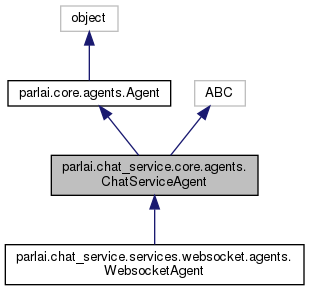 object
parlai.core.agents.Agent
ABC
parlai.chat_service.core.agents.
ChatServiceAgent
parlai.chat_service.services.websocket.agents.
WebsocketAgent